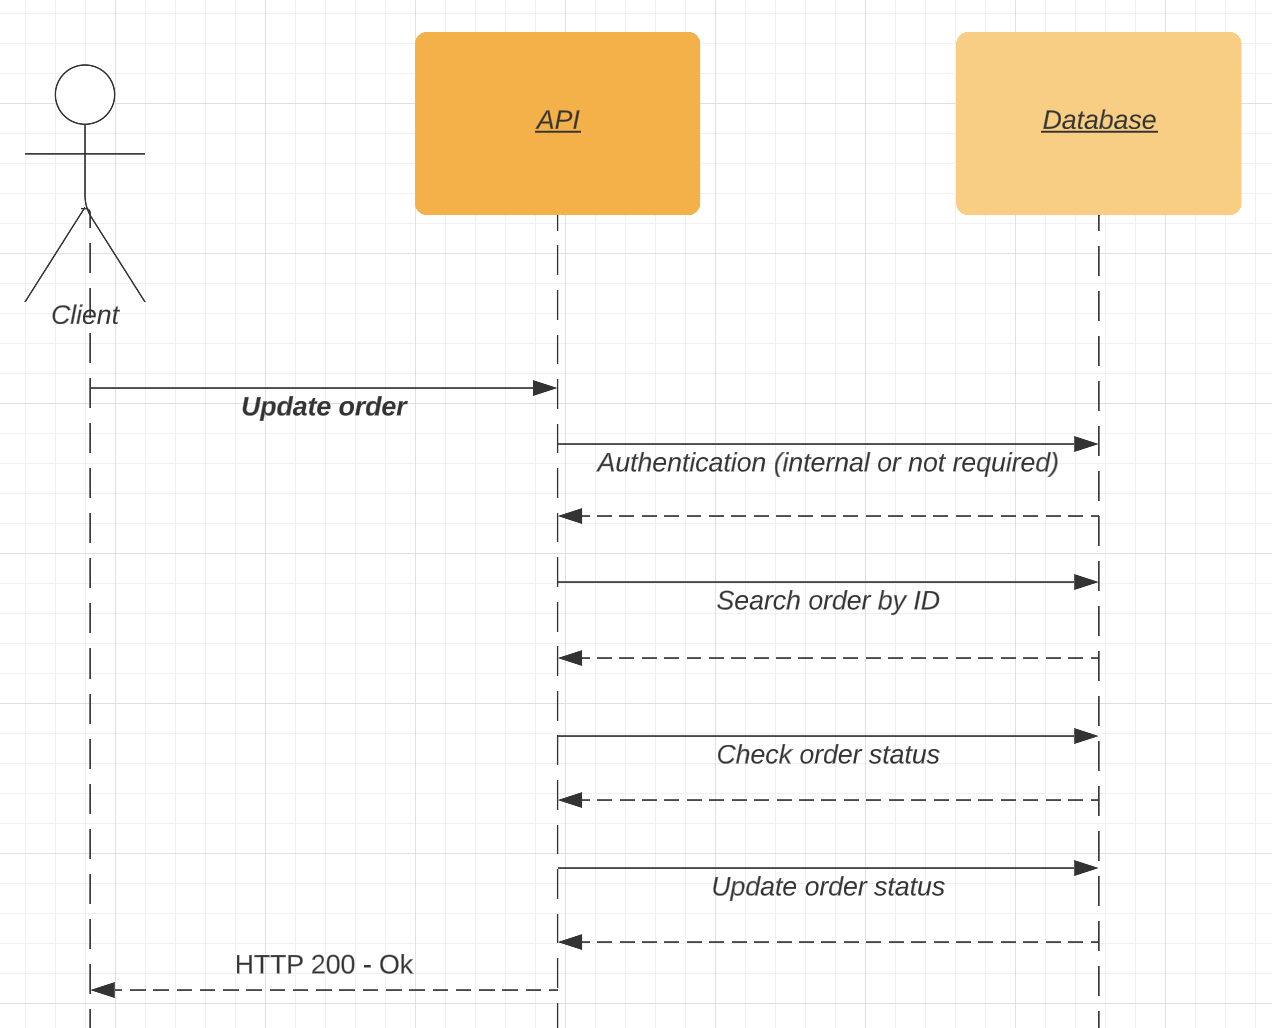 API
Database
Client
Update order
Authentication (internal or not required)
Search order by ID
Check order status
Update order status
HTTP 200 - Ok